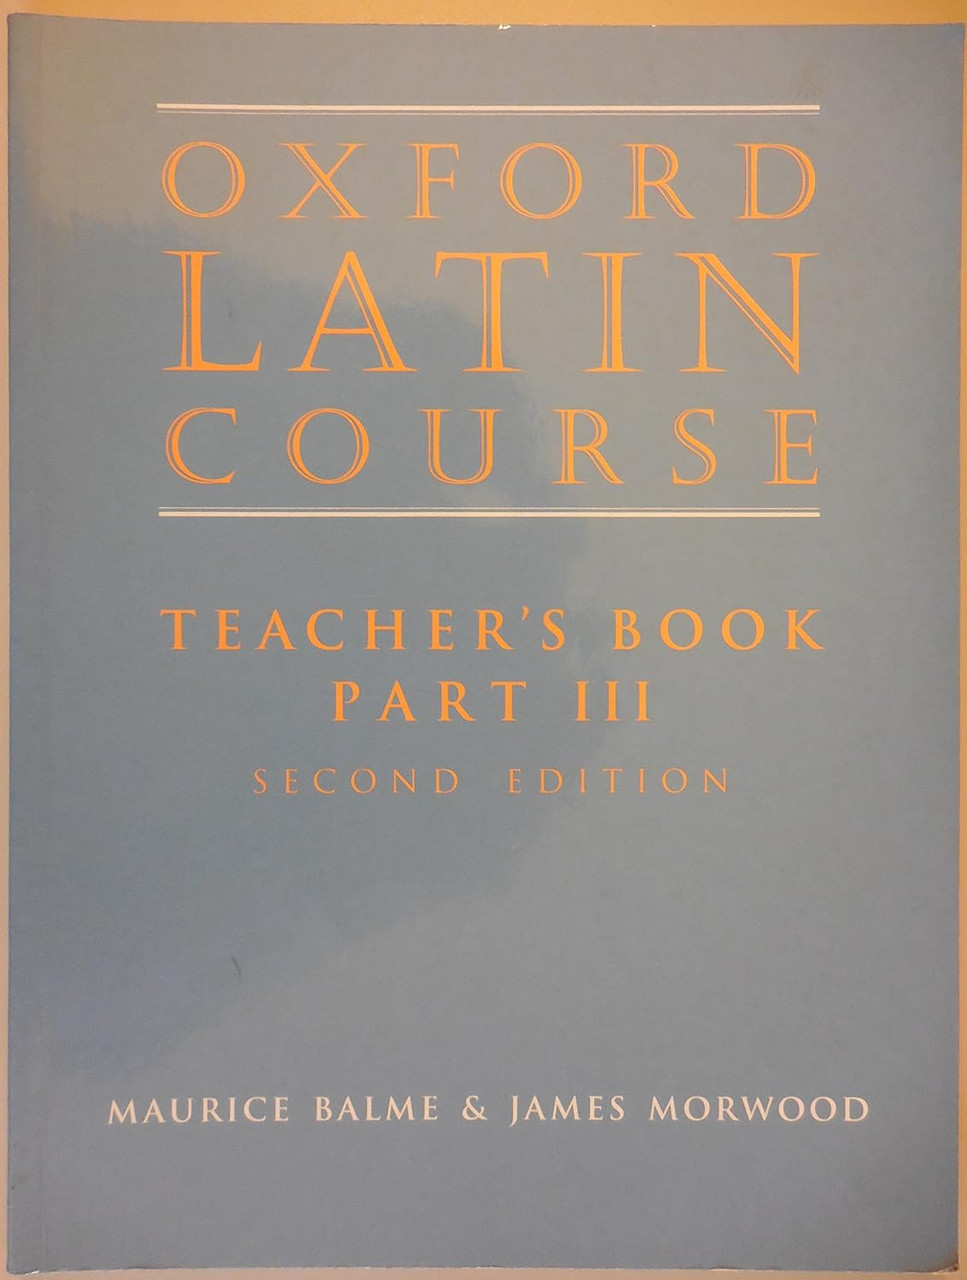 OXFORD
LATIN
COURSE
TEACHER'S BOOK
PART III
SECOND EDITION
MAURICE BALME & JAMES MORWOOD